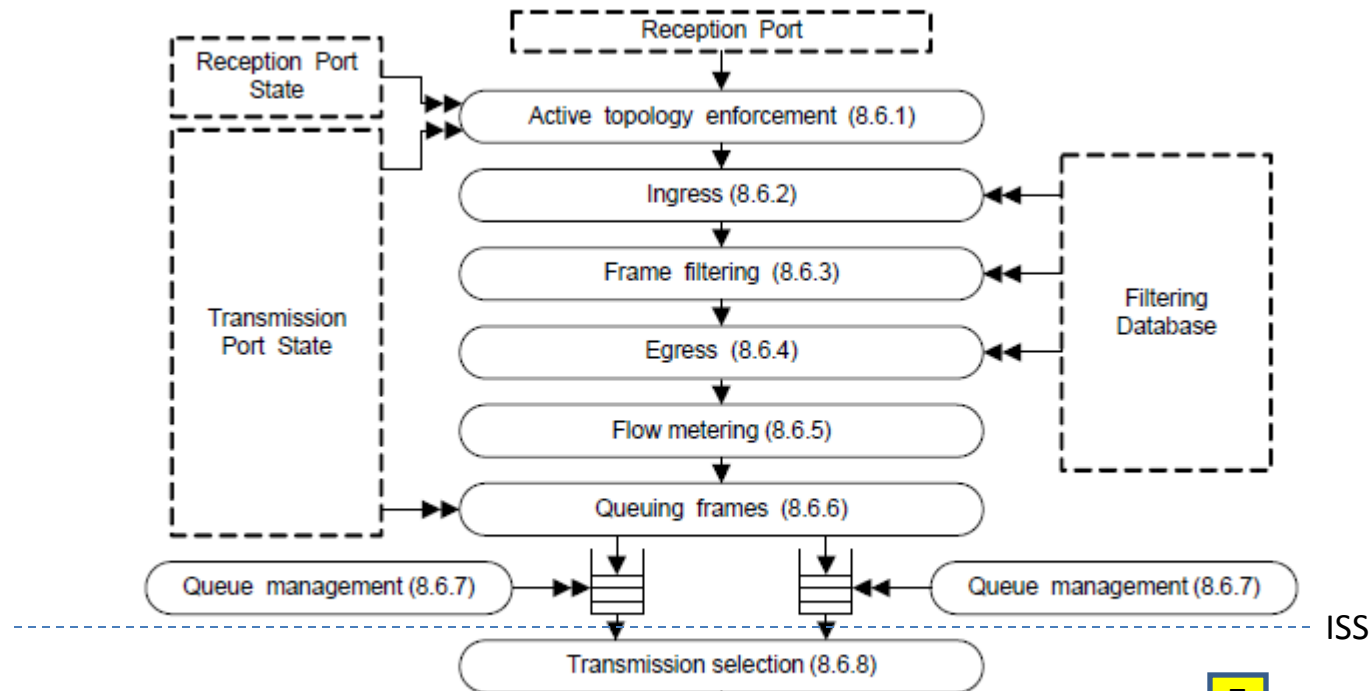 Reception Port
Reception Port
State
Active topology enforcement (8.6.1)
Ingress (8.6.2)
Frame filtering (8.6.3)
Transmission
Port State
Filtering
Database
Egress (8.6.4)
Flow metering (8.6.5)
Queuing frames (8.6.6)
Queue management (8.6.7)
Queue management (8.6.7)
ISS
Transmission selection (8.6.8)